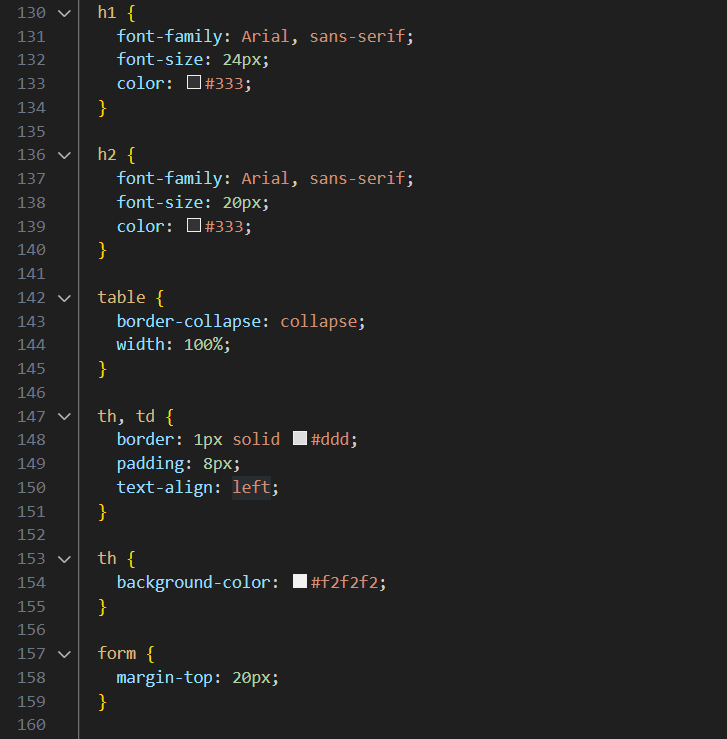 130 h1 {
131 font-family: Arial, sans-serif;
132 font-size: 24px;
133 color: #333;
134 }
135
136 h2 {
137 font-family: Arial, sans-serif;
138 font-size: 20px;
139 color: #333;
140 }
141
142 table {
143 border-collapse: collapse;
144 width: 100%;
145 }
146
147 th, td {
148 border: 1px solid #ddd;
149 padding: 8px;
150 text-align: left;
151 }
152
153 th {
154 background-color: #f2f2f2;
155 }
156
157 form {
158 margin-top: 20px;
159 }
160